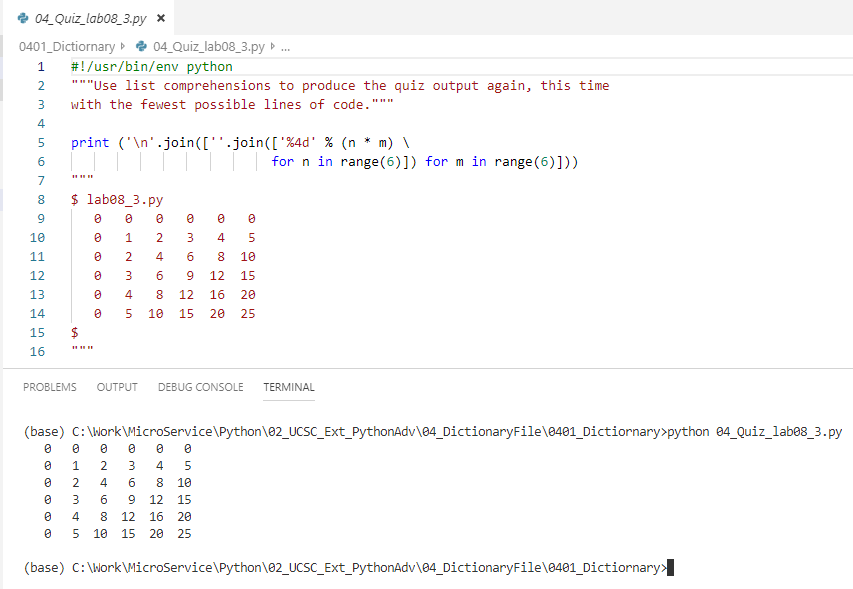 04_Quiz_lab08_3.py ×
0401_Dictiornary > 04_Quiz_lab08_3.py > ...
1 #!/usr/bin/env python
2 """Use list comprehensions to produce the quiz output again, this time
3 with the fewest possible lines of code."""
4
5 print ('\n'.join([''.join(['%4d' % (n * m) \
6 for n in range(6)]) for m in range(6)]))
7 """
8 $ lab08_3.py
9 0 0 0 0 0 0
10 0 1 2 3 4 5
11 0 2 4 6 8 10
12 0 3 6 9 12 15
13 0 4 8 12 16 20
14 0 5 10 15 20 25
15 $
16 """
PROBLEMS OUTPUT DEBUG CONSOLE TERMINAL
(base) C:\Work\MicroService\Python\02_UCSC_Ext_PythonAdv\04_DictionaryFile\0401_Dictiornary>python 04_Quiz_lab08_3.py
0 0 0 0 0 0
0 1 2 3 4 5
0 2 4 6 8 10
0 3 6 9 12 15
0 4 8 12 16 20
0 5 10 15 20 25
(base) C:\Work\MicroService\Python\02_UCSC_Ext_PythonAdv\04_DictionaryFile\0401_Dictiornary>